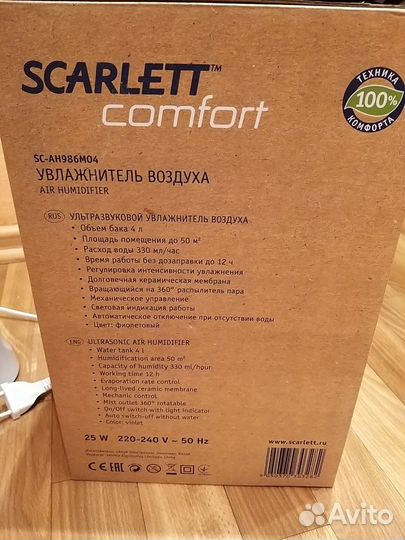 SCARLETT™
comfort
ТЕХНИКА
100%
КОМФОРТА
SC-AH986M04
УВЛАЖНИТЕЛЬ ВОЗДУХА
AIR HUMIDIFIER
RUS УЛЬТРАЗВУКОВОЙ УВЛАЖНИТЕЛЬ ВОЗДУХА
• Объем бака 4 л
• Площадь помещения до 50 м²
• Расход воды 330 мл/час
• Время работы без дозаправки до 12 ч
• Регулировка интенсивности увлажнения
• Долговечная керамическая мембрана
• Вращающийся на 360° распылитель пара
• Механическое управление
• Световая индикация работы
• Автоматическое отключение при отсутствии воды
• Цвет: фиолетовый
ENG ULTRASONIC AIR HUMIDIFIER
• Water tank 4 l
• Humidification area 50 m²
• Capacity of humidity 330 ml/hour
• Working time 12 h
• Evaporation rate control
• Long-lived ceramic membrane
• Mechanic control
• Mist outlet 360° rotatable
• On/Off switch with light indicator
• Auto switch-off without water
• Color: violet
25 W 220-240 V ~ 50 Hz
www.scarlett.ru
CE EAC
Avito